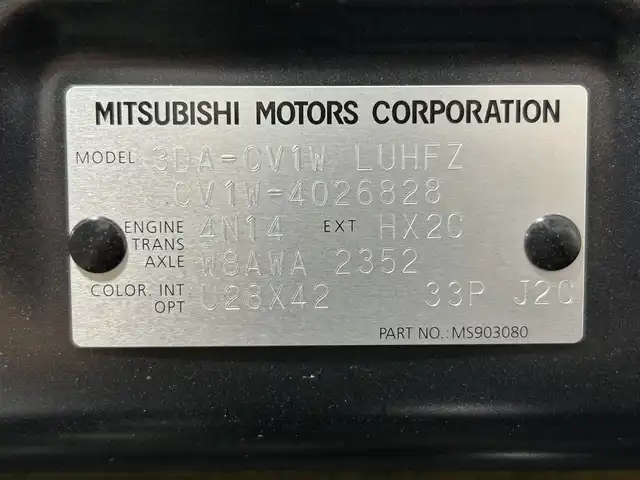 MITSUBISHI MOTORS CORPORATION
MODEL 3DA-CV1W LUHFZ
CV1W-4026828
ENGINE 4N14 EXT HX2C
TRANS
AXLE W8AWA 2352
COLOR. INT
OPT U28X42 33P J2C
PART NO.: MS903080